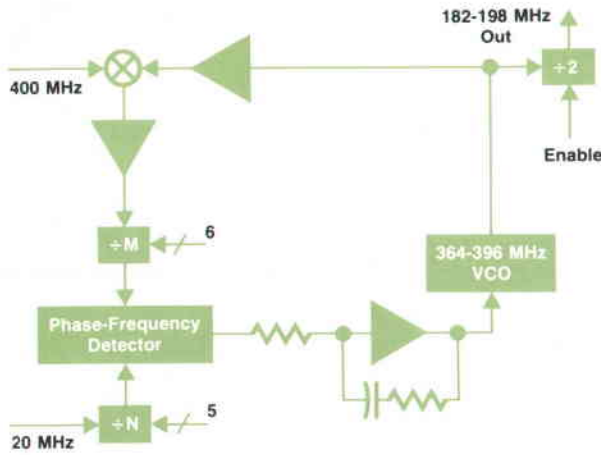 182-198 MHz
Out
400 MHz
÷2
Enable
÷M
6
364-396 MHz
VCO
Phase-Frequency
Detector
÷N
5
20 MHz